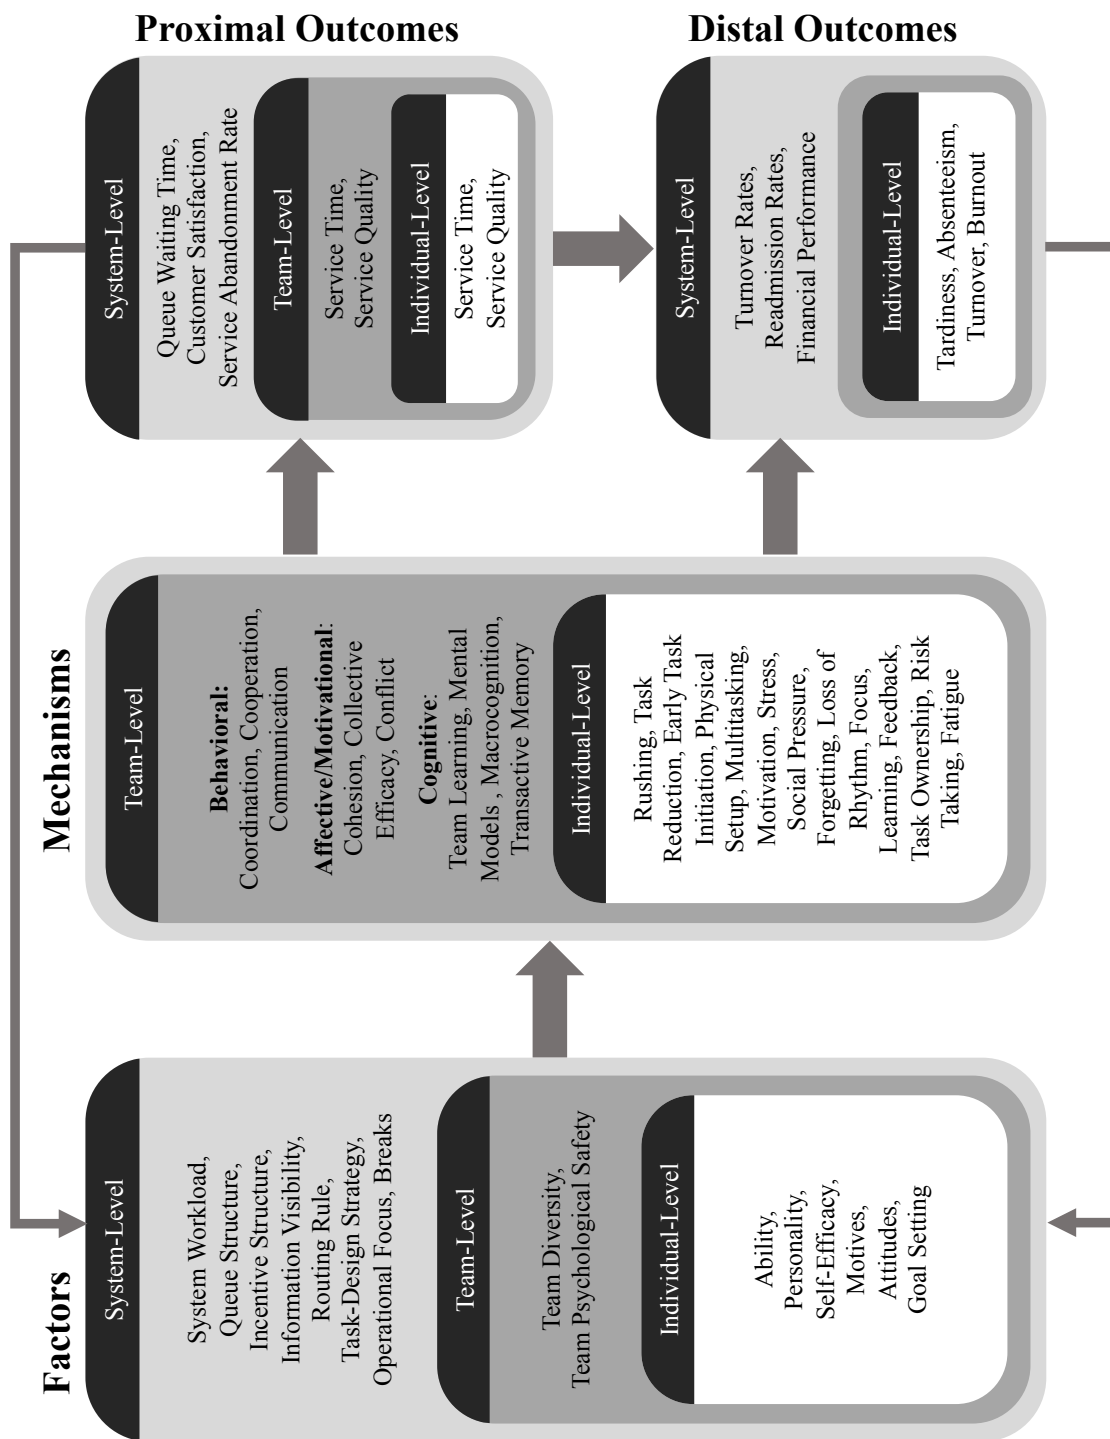 Factors
System-Level
System Workload,
Queue Structure,
Incentive Structure,
Information Visibility,
Routing Rule,
Task-Design Strategy,
Operational Focus, Breaks
Team-Level
Team Diversity,
Team Psychological Safety
Individual-Level
Ability,
Personality,
Self-Efficacy,
Motives,
Attitudes,
Goal Setting
Mechanisms
Team-Level
Behavioral:
Coordination, Cooperation,
Communication
Affective/Motivational:
Cohesion, Collective
Efficacy, Conflict
Cognitive:
Team Learning, Mental
Models , Macrocognition,
Transactive Memory
Individual-Level
Rushing, Task
Reduction, Early Task
Initiation, Physical
Setup, Multitasking,
Motivation, Stress,
Social Pressure,
Forgetting, Loss of
Rhythm, Focus,
Learning, Feedback,
Task Ownership, Risk
Taking, Fatigue
Proximal Outcomes
System-Level
Queue Waiting Time,
Customer Satisfaction,
Service Abandonment Rate
Team-Level
Service Time,
Service Quality
Individual-Level
Service Time,
Service Quality
Distal Outcomes
System-Level
Turnover Rates,
Readmission Rates,
Financial Performance
Individual-Level
Tardiness, Absenteeism,
Turnover, Burnout